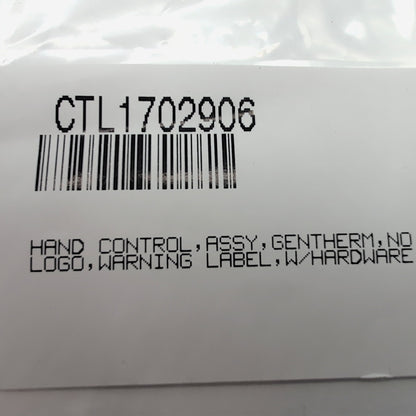 CTL1702906
HAND CONTROL,ASSY,GENTHERM,NO
LOGO,WARNING LABEL,W/HARDWARE